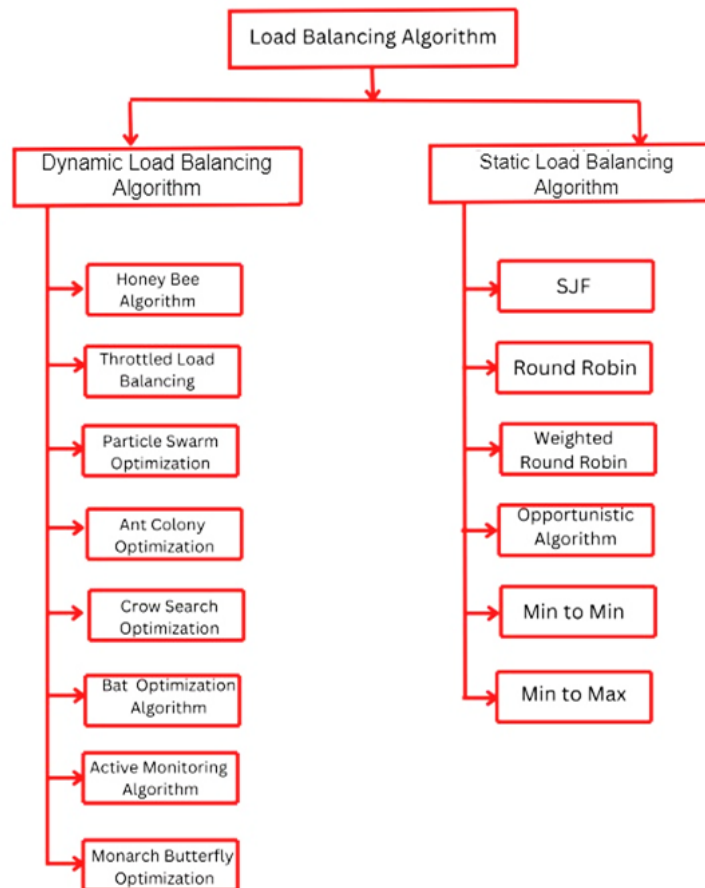 Load Balancing Algorithm
Dynamic Load Balancing
Algorithm
Honey Bee
Algorithm
Throttled Load
Balancing
Particle Swarm
Optimization
Ant Colony
Optimization
Crow Search
Optimization
Bat Optimization
Algorithm
Active Monitoring
Algorithm
Monarch Butterfly
Optimization
Static Load Balancing
Algorithm
SJF
Round Robin
Weighted
Round Robin
Opportunistic
Algorithm
Min to Min
Min to Max